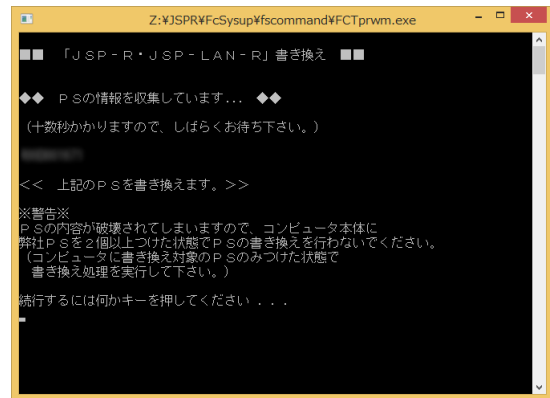 Z:¥JSPR¥FcSysup¥fscommand¥FCTprwm.exe
■■ 「ＪＳＰ－Ｒ・ＪＳＰ－ＬＡＮ－Ｒ」書き換え ■■
◆◆ ＰＳの情報を収集しています... ◆◆
（十数秒かかりますので、しばらくお待ち下さい。）
<< 上記のＰＳを書き換えます。>>
※警告※
ＰＳの内容が破壊されてしまいますので、コンピュータ本体に
弊社ＰＳを２個以上つけた状態でＰＳの書き換えを行わないでください。
（コンピュータに書き換え対象のＰＳのみつけた状態で
書き換え処理を実行して下さい。）
続行するには何かキーを押してください . . .